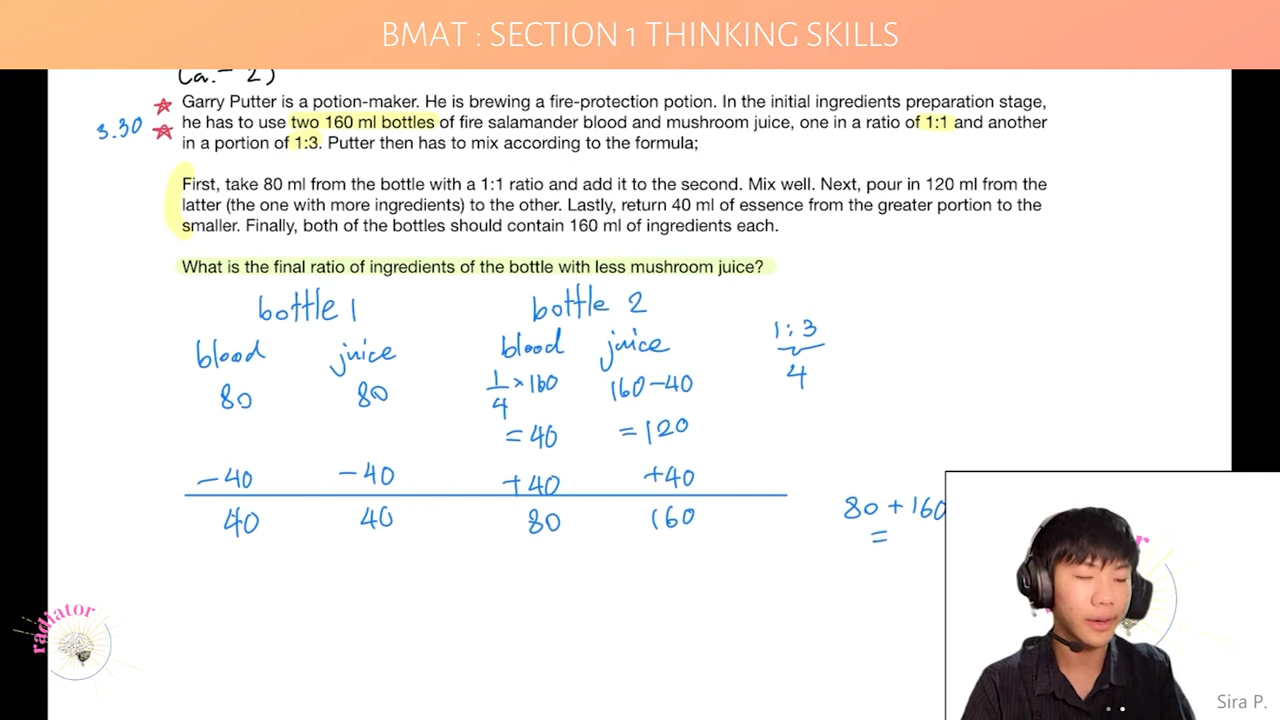 BMAT : SECTION 1 THINKING SKILLS
(a. - 2)
Garry Putter is a potion-maker. He is brewing a fire-protection potion. In the initial ingredients preparation stage,
3.30 he has to use two 160 ml bottles of fire salamander blood and mushroom juice, one in a ratio of 1:1 and another
in a portion of 1:3. Putter then has to mix according to the formula;
First, take 80 ml from the bottle with a 1:1 ratio and add it to the second. Mix well. Next, pour in 120 ml from the
latter (the one with more ingredients) to the other. Lastly, return 40 ml of essence from the greater portion to the
smaller. Finally, both of the bottles should contain 160 ml of ingredients each.
What is the final ratio of ingredients of the bottle with less mushroom juice?
bottle 1 bottle 2
blood juice blood juice 1:3
80 80 1/4 × 160 160-40 4
= 40 = 120
-40 -40 +40 +40
40 40 80 160 80 + 160
=
radiator
Sira P.